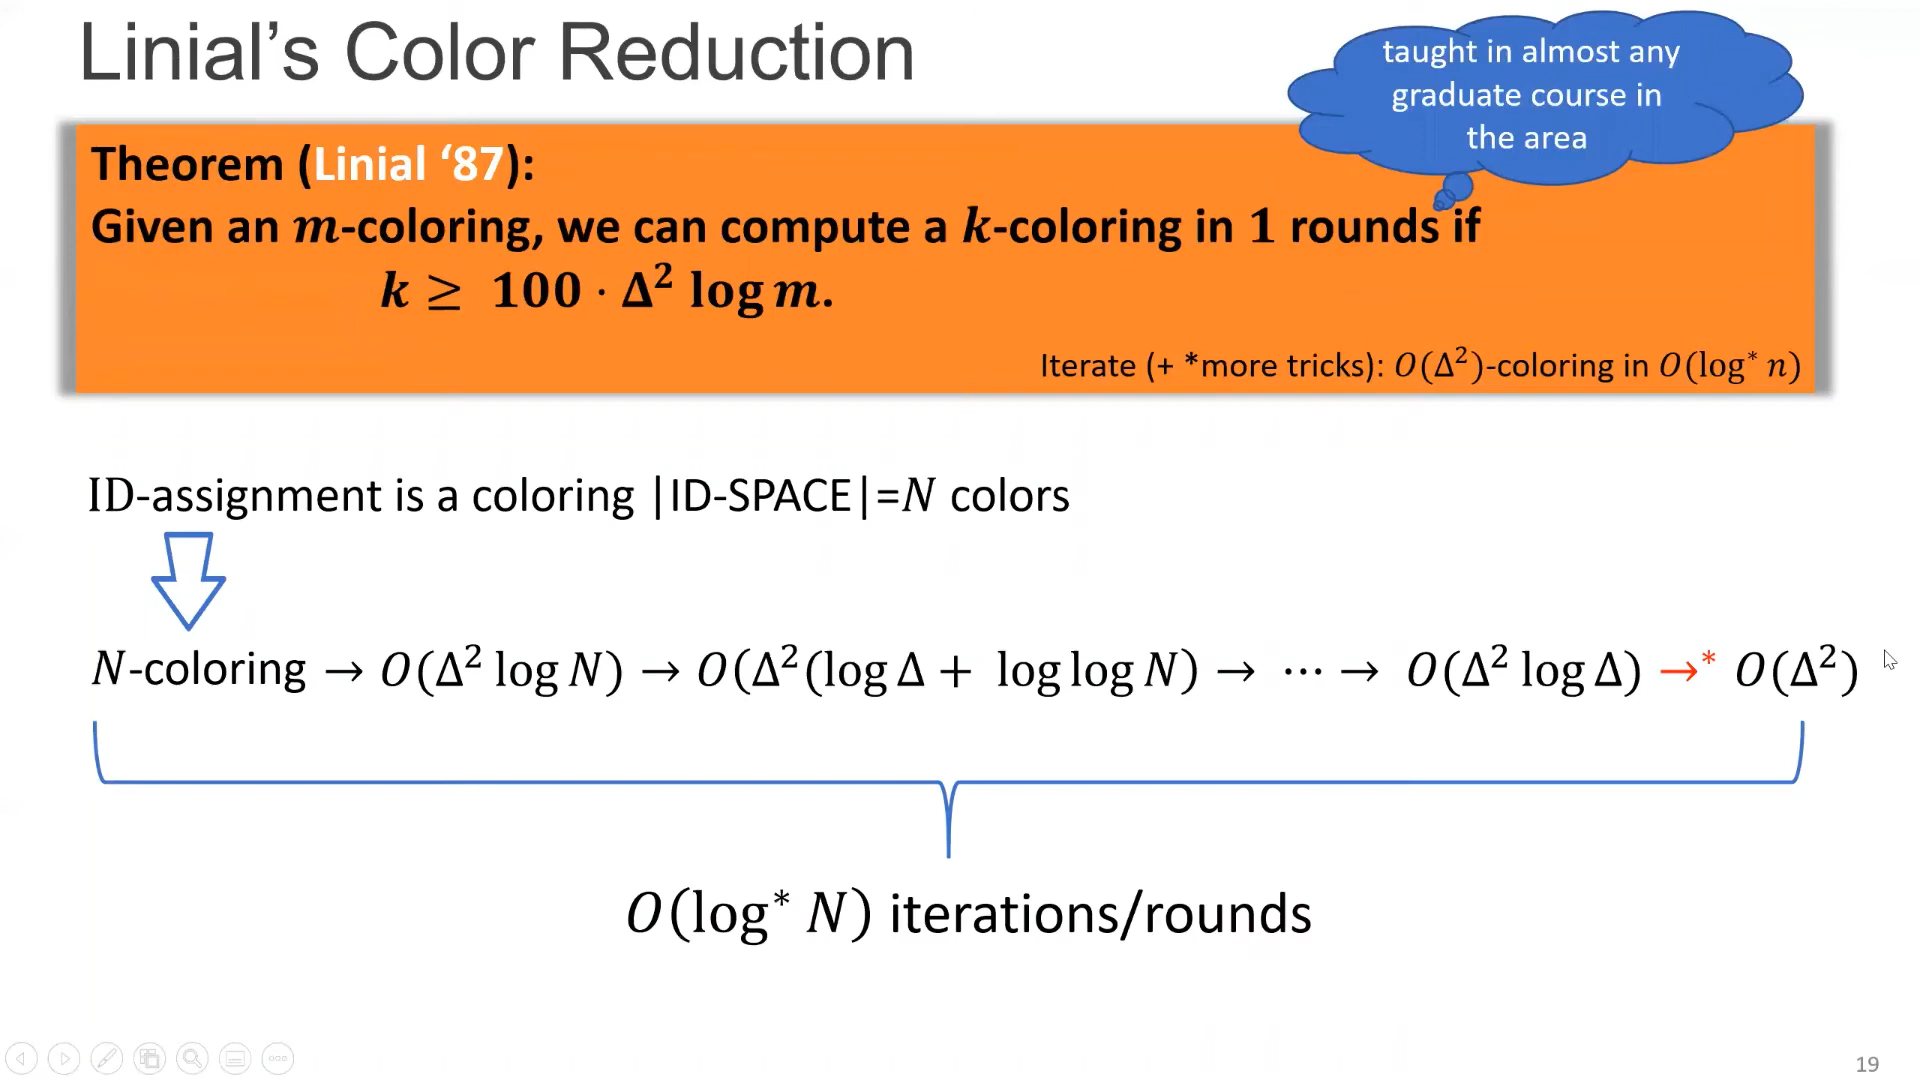 Linial’s Color Reduction
taught in almost any
graduate course in
the area
Theorem (Linial ‘87):
Given an m-coloring, we can compute a k-coloring in 1 rounds if
k ≥ 100 · Δ² log m.
Iterate (+ *more tricks): O(Δ²)-coloring in O(log* n)
ID-assignment is a coloring |ID-SPACE|=N colors
N-coloring → O(Δ² log N) → O(Δ²(log Δ + log log N) → ⋯ → O(Δ² log Δ) →* O(Δ²)
O(log* N) iterations/rounds
19